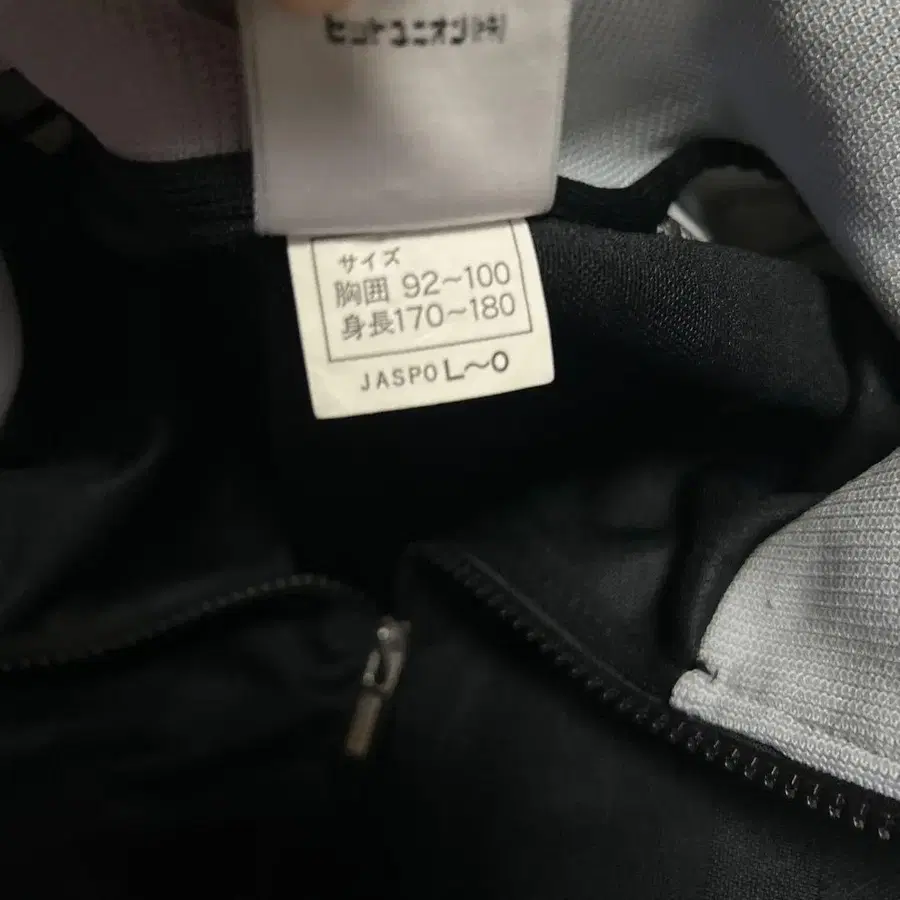 ヒットユニオン(株)
サイズ
胸囲 92～100
身長170～180
JASPO L～O